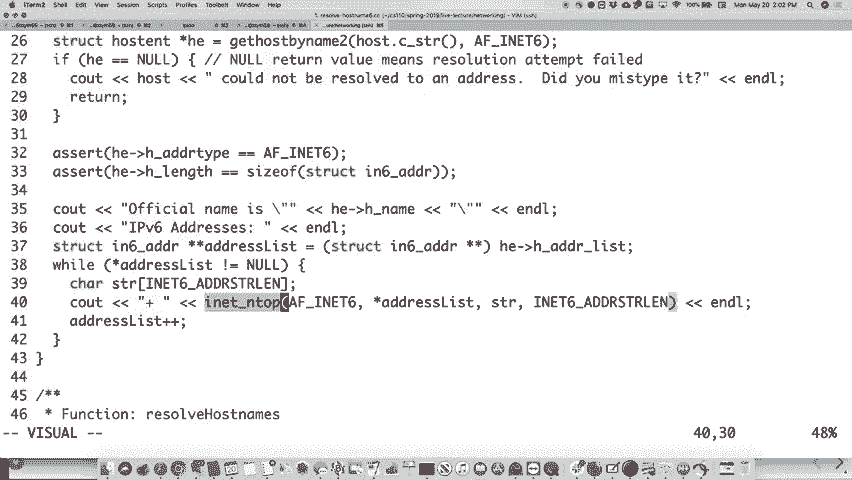 iTerm2 Shell Edit View Session Scripts Profiles Toolbelt Window Help 100% Mon May 20 2:02 PM
1. resolve-hostname6.cc (~/cs110/spring-2019/live-lecture/networking) - VIM (ssh)
26 struct hostent *he = gethostbyname2(host.c_str(), AF_INET6);
27 if (he == NULL) { // NULL return value means resolution attempt failed
28 cout << host << " could not be resolved to an address.  Did you mistype it?" << endl;
29 return;
30 }
31
32 assert(he->h_addrtype == AF_INET6);
33 assert(he->h_length == sizeof(struct in6_addr));
34
35 cout << "Official name is \"" << he->h_name << "\"" << endl;
36 cout << "IPv6 Addresses: " << endl;
37 struct in6_addr **addressList = (struct in6_addr **) he->h_addr_list;
38 while (*addressList != NULL) {
39 char str[INET6_ADDRSTRLEN];
40 cout << "+ " << inet_ntop(AF_INET6, *addressList, str, INET6_ADDRSTRLEN) << endl;
41 addressList++;
42 }
43 }
44
45 /**
46 * Function: resolveHostnames
-- VISUAL -- 40,30 48%